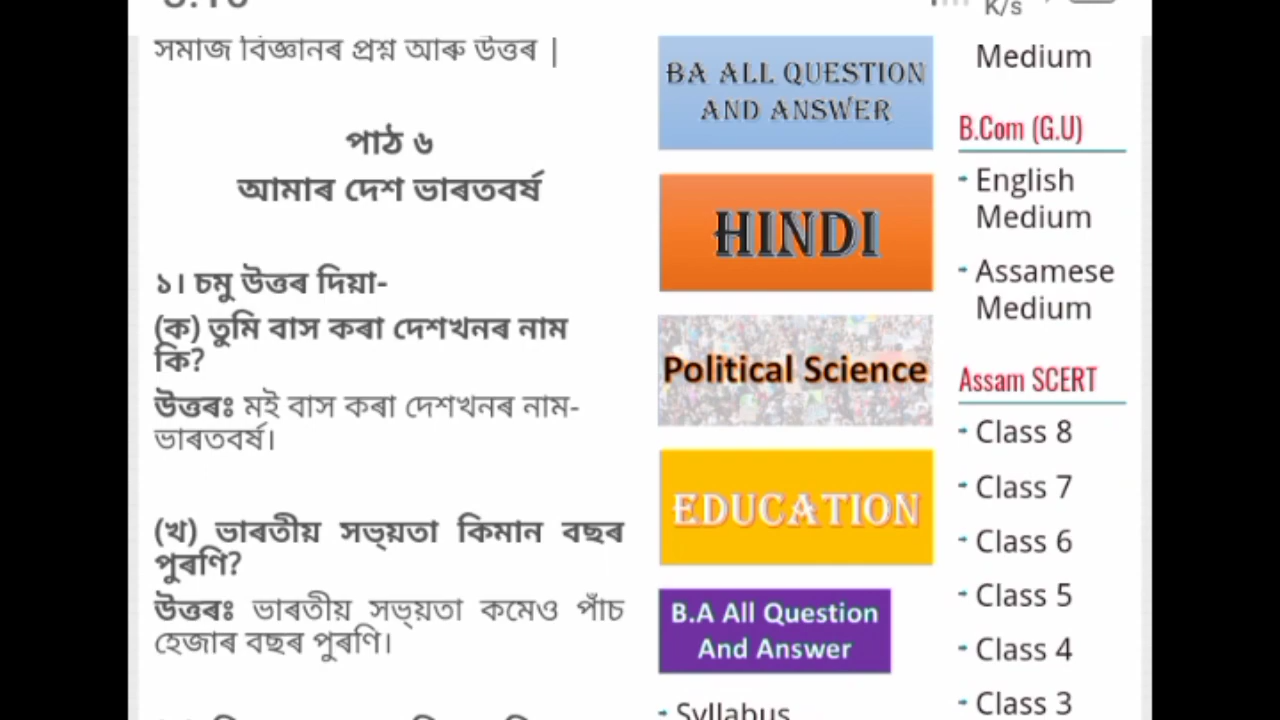 K/s
সমাজ বিজ্ঞানৰ প্ৰশ্ন আৰু উত্তৰ |
পাঠ ৬
আমাৰ দেশ ভাৰতবৰ্ষ
১। চমু উত্তৰ দিয়া-
(ক) তুমি বাস কৰা দেশখনৰ নাম
কি?
উত্তৰঃ মই বাস কৰা দেশখনৰ নাম-
ভাৰতবৰ্ষ।
(খ) ভাৰতীয় সভ্য়তা কিমান বছৰ
পুৰণি?
উত্তৰঃ ভাৰতীয় সভ্য়তা কমেও পাঁচ
হেজাৰ বছৰ পুৰণি।
BA ALL QUESTION
AND ANSWER
HINDI
Political Science
EDUCATION
B.A All Question
And Answer
- Syllabus
Medium
B.Com (G.U)
- English
Medium
- Assamese
Medium
Assam SCERT
- Class 8
- Class 7
- Class 6
- Class 5
- Class 4
- Class 3